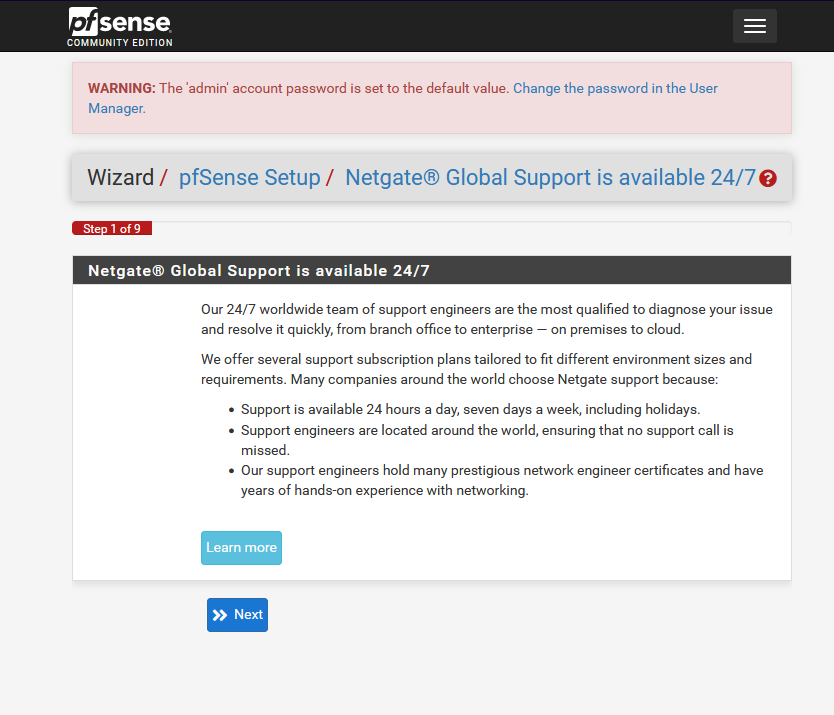 pfsense
COMMUNITY EDITION
WARNING: The 'admin' account password is set to the default value. Change the password in the User
Manager.
Wizard / pfSense Setup / Netgate® Global Support is available 24/7
Step 1 of 9
Netgate® Global Support is available 24/7
Our 24/7 worldwide team of support engineers are the most qualified to diagnose your issue
and resolve it quickly, from branch office to enterprise — on premises to cloud.
We offer several support subscription plans tailored to fit different environment sizes and
requirements. Many companies around the world choose Netgate support because:
• Support is available 24 hours a day, seven days a week, including holidays.
• Support engineers are located around the world, ensuring that no support call is
missed.
• Our support engineers hold many prestigious network engineer certificates and have
years of hands-on experience with networking.
Learn more
Next